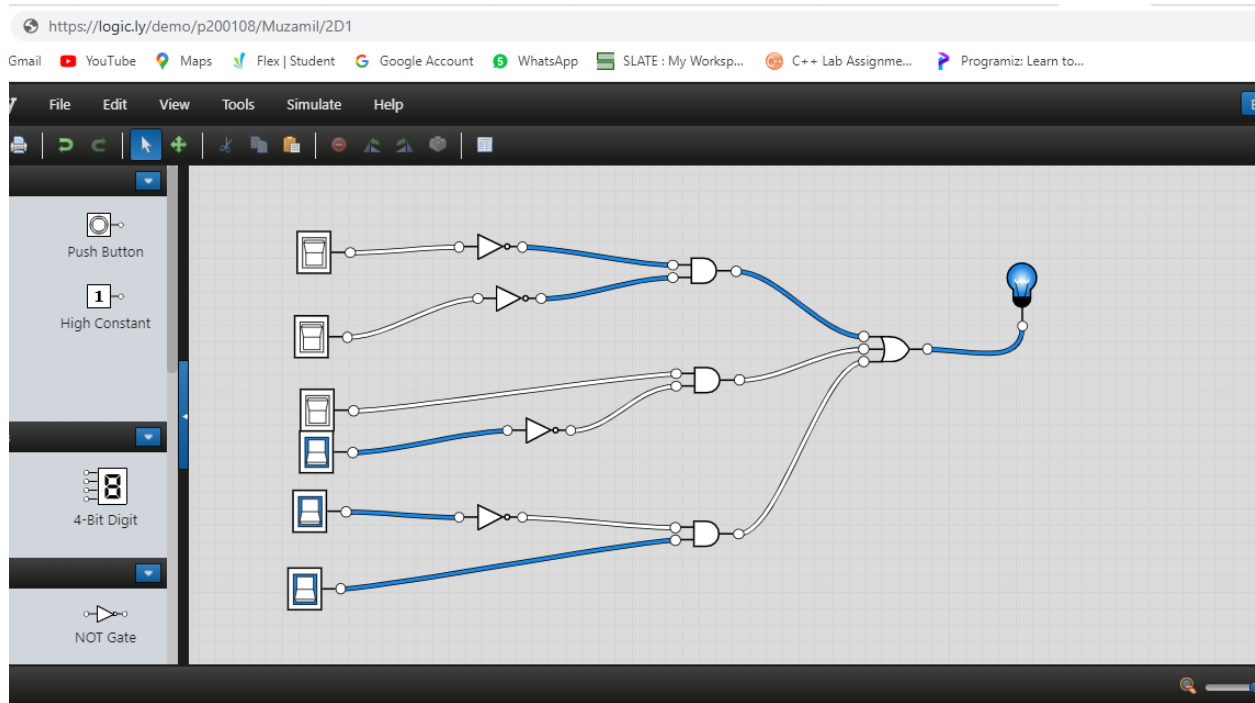 https://logic.ly/demo/p200108/Muzamil/2D1
Gmail YouTube Maps Flex | Student G Google Account 5 WhatsApp SLATE : My Worksp... C++ Lab Assignme... Programiz: Learn to...
File Edit View Tools Simulate Help
Push Button
1
High Constant
8
4-Bit Digit
NOT Gate